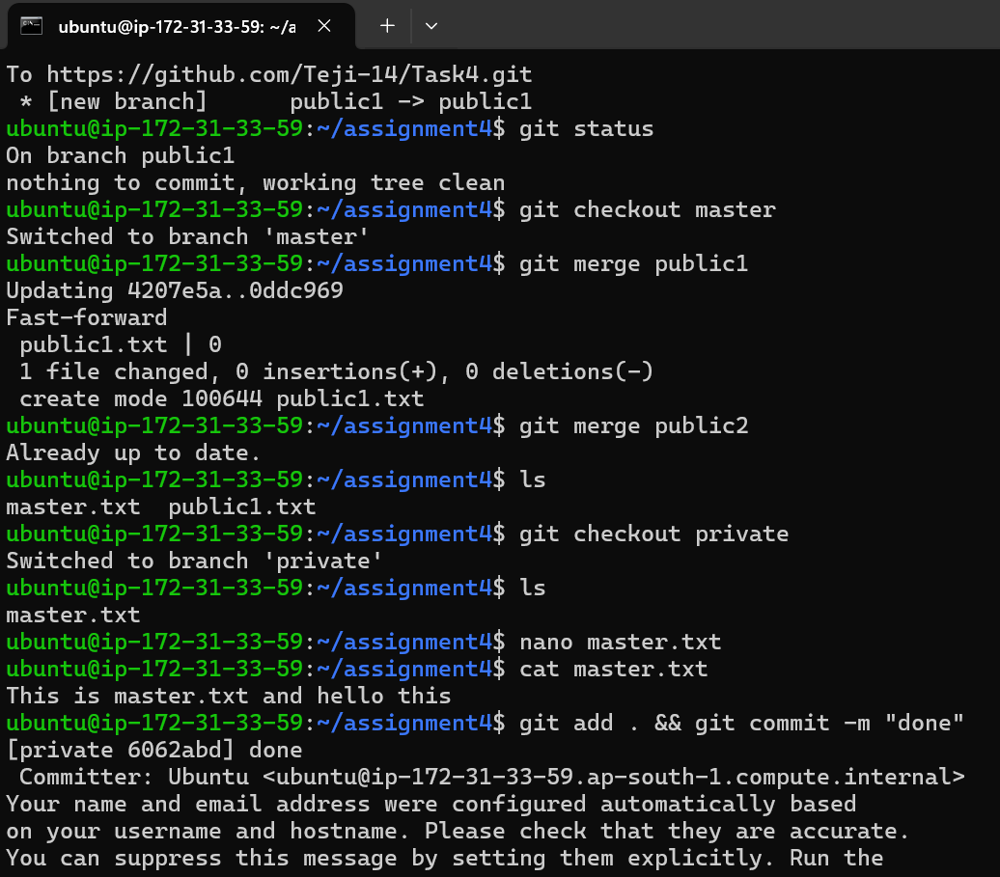 ubuntu@ip-172-31-33-59: ~/a
To https://github.com/Teji-14/Task4.git
 * [new branch]      public1 -> public1
ubuntu@ip-172-31-33-59:~/assignment4$ git status
On branch public1
nothing to commit, working tree clean
ubuntu@ip-172-31-33-59:~/assignment4$ git checkout master
Switched to branch 'master'
ubuntu@ip-172-31-33-59:~/assignment4$ git merge public1
Updating 4207e5a..0ddc969
Fast-forward
 public1.txt | 0
 1 file changed, 0 insertions(+), 0 deletions(-)
 create mode 100644 public1.txt
ubuntu@ip-172-31-33-59:~/assignment4$ git merge public2
Already up to date.
ubuntu@ip-172-31-33-59:~/assignment4$ ls
master.txt  public1.txt
ubuntu@ip-172-31-33-59:~/assignment4$ git checkout private
Switched to branch 'private'
ubuntu@ip-172-31-33-59:~/assignment4$ ls
master.txt
ubuntu@ip-172-31-33-59:~/assignment4$ nano master.txt
ubuntu@ip-172-31-33-59:~/assignment4$ cat master.txt
This is master.txt and hello this
ubuntu@ip-172-31-33-59:~/assignment4$ git add . && git commit -m "done"
[private 6062abd] done
 Committer: Ubuntu <ubuntu@ip-172-31-33-59.ap-south-1.compute.internal>
Your name and email address were configured automatically based
on your username and hostname. Please check that they are accurate.
You can suppress this message by setting them explicitly. Run the